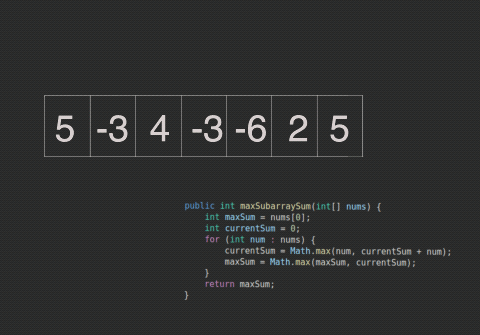 5 -3 4 -3 -6 2 5
public int maxSubarraySum(int[] nums) {
    int maxSum = nums[0];
    int currentSum = 0;
    for (int num : nums) {
        currentSum = Math.max(num, currentSum + num);
        maxSum = Math.max(maxSum, currentSum);
    }
    return maxSum;
}